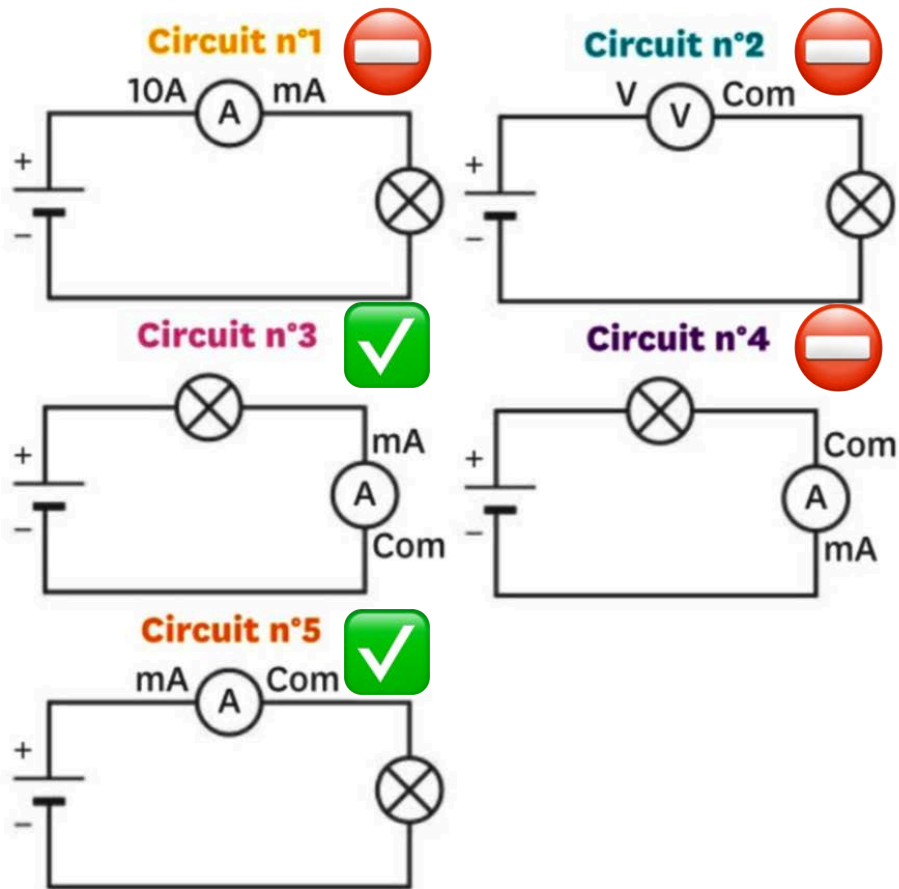 Circuit n°1
10A A mA
+
−
Circuit n°2
V V Com
+
−
Circuit n°3
+
−
mA
A
Com
Circuit n°4
+
−
Com
A
mA
Circuit n°5
mA A Com
+
−